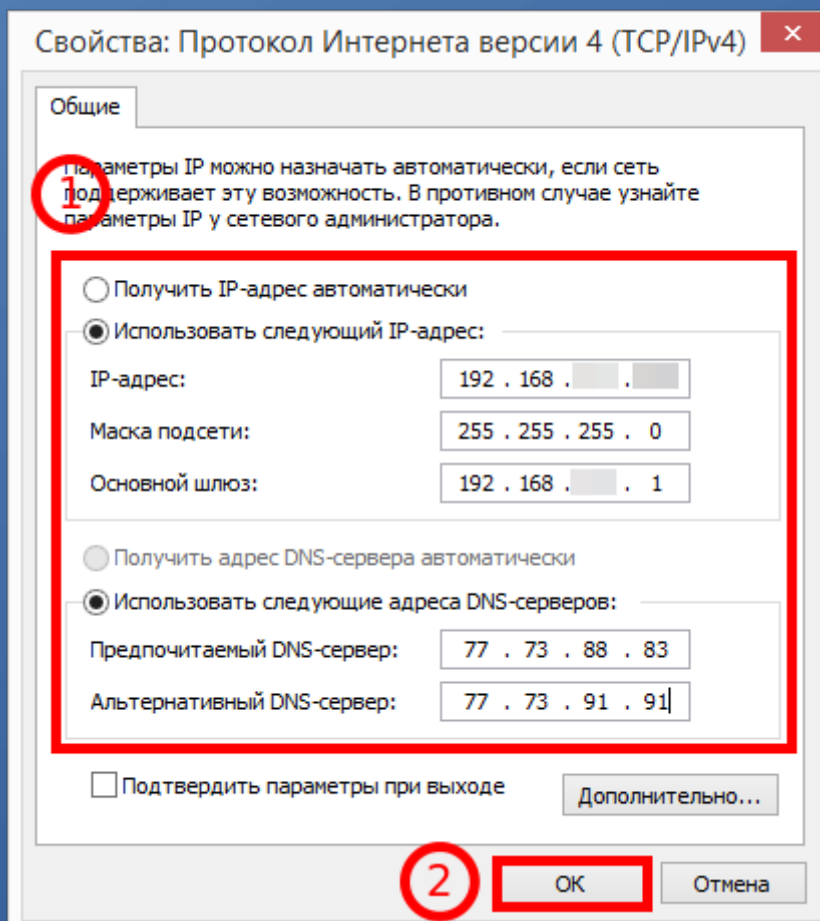 Свойства: Протокол Интернета версии 4 (TCP/IPv4)
Общие
Параметры IP можно назначать автоматически, если сеть
поддерживает эту возможность. В противном случае узнайте
параметры IP у сетевого администратора.
1
Получить IP-адрес автоматически
Использовать следующий IP-адрес:
IP-адрес: 192 . 168 . .
Маска подсети: 255 . 255 . 255 . 0
Основной шлюз: 192 . 168 . . 1
Получить адрес DNS-сервера автоматически
Использовать следующие адреса DNS-серверов:
Предпочитаемый DNS-сервер: 77 . 73 . 88 . 83
Альтернативный DNS-сервер: 77 . 73 . 91 . 91
Подтвердить параметры при выходе
Дополнительно...
2
ОК
Отмена